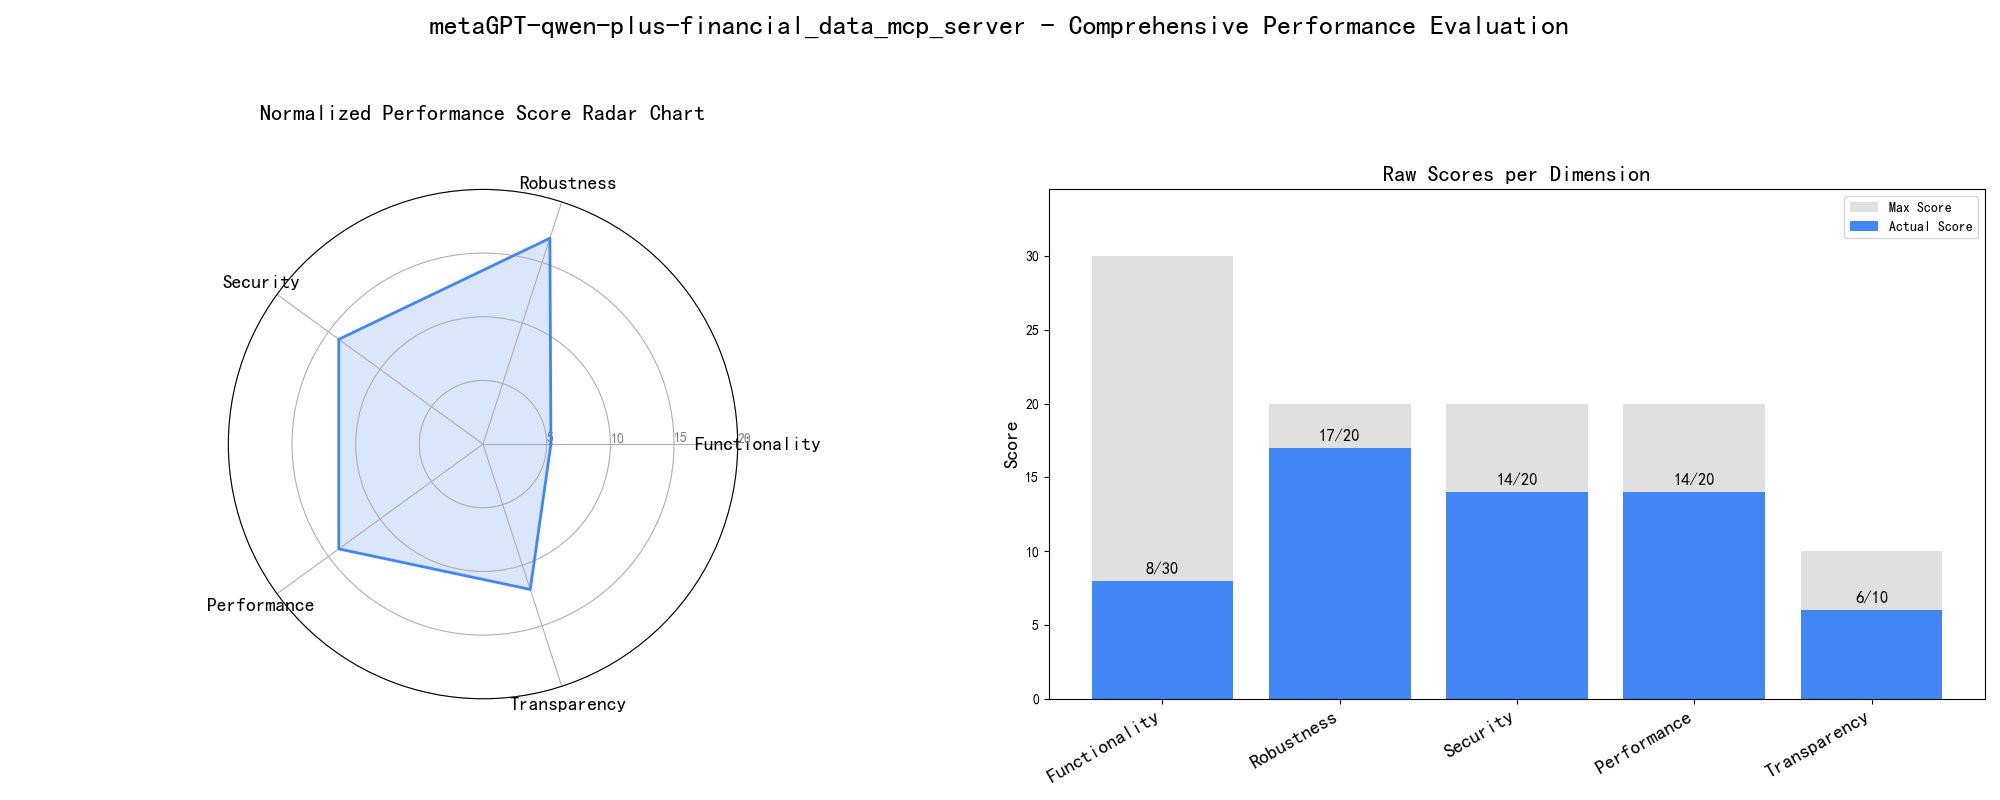 metaGPT-qwen-plus-financial_data_mcp_server - Comprehensive Performance Evaluation
Normalized Performance Score Radar Chart
Robustness
Security
Functionality
5
10
15
20
Performance
Transparency
Raw Scores per Dimension
Max Score
Actual Score
Score
30
25
20
15
10
5
0
8/30
17/20
14/20
14/20
6/10
Functionality
Robustness
Security
Performance
Transparency